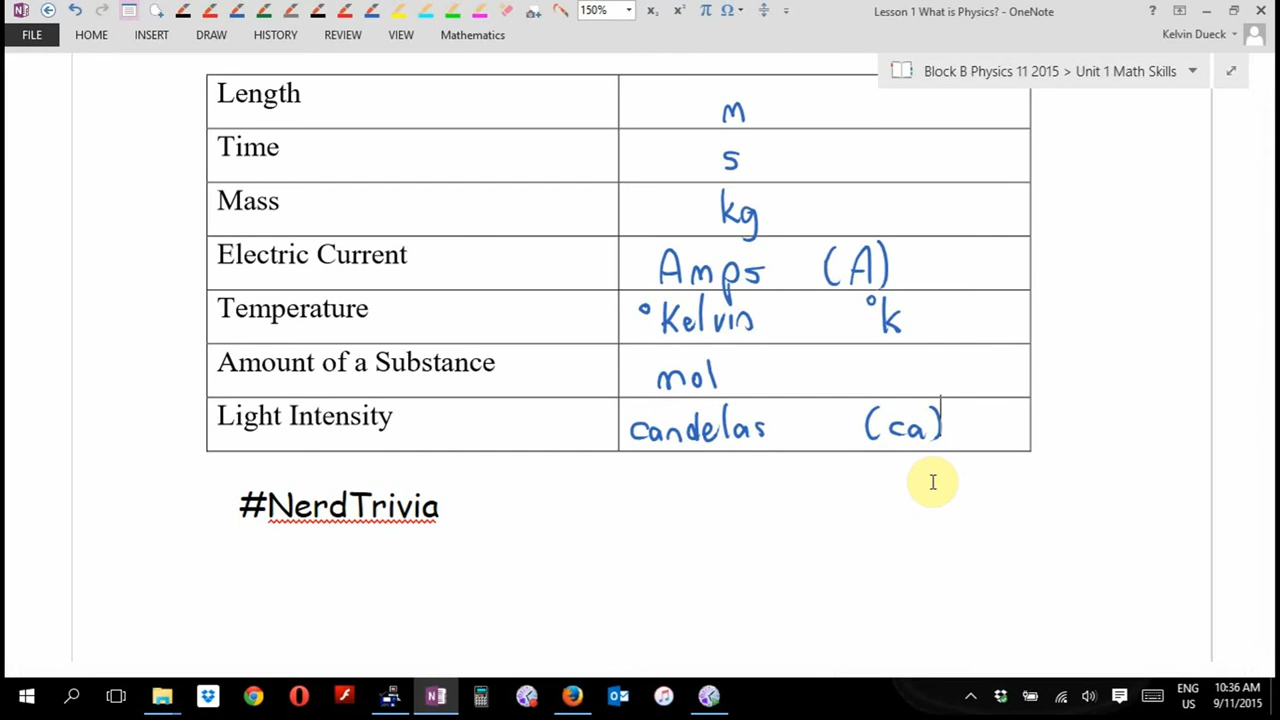 150%
Lesson 1 What is Physics? - OneNote
FILE HOME INSERT DRAW HISTORY REVIEW VIEW Mathematics
Kelvin Dueck
Block B Physics 11 2015 > Unit 1 Math Skills
Length m
Time s
Mass kg
Electric Current Amps (A)
Temperature °Kelvin °k
Amount of a Substance mol
Light Intensity candelas (ca)
#NerdTrivia
ENG 10:36 AM
US 9/11/2015